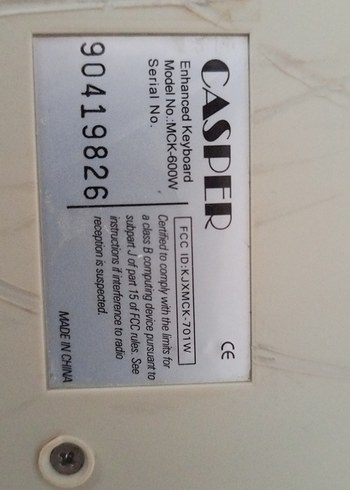 CASPER
Enhanced Keyboard
Model No.:MCK-600W
Serial No.
90419826
CE
FCC ID:KJXMCK-701W
Certified to comply with the limits for
a class B computing device pursuant to
subpart J of part 15 of FCC rules. See
instructions if interference to radio
reception is suspected.
MADE IN CHINA